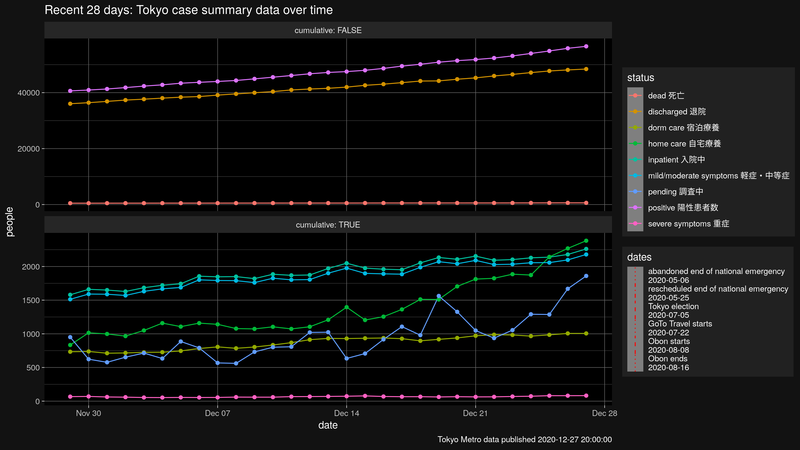 Recent 28 days: Tokyo case summary data over time
cumulative: FALSE
40000
20000
0
cumulative: TRUE
2000
1500
1000
500
0
people
Nov 30
Dec 07
Dec 14
Dec 21
Dec 28
date
status
dead 死亡
discharged 退院
dorm care 宿泊療養
home care 自宅療養
inpatient 入院中
mild/moderate symptoms 軽症・中等症
pending 調査中
positive 陽性患者数
severe symptoms 重症
dates
abandoned end of national emergency
2020-05-06
rescheduled end of national emergency
2020-05-25
Tokyo election
2020-07-05
GoTo Travel starts
2020-07-22
Obon starts
2020-08-08
Obon ends
2020-08-16
Tokyo Metro data published 2020-12-27 20:00:00